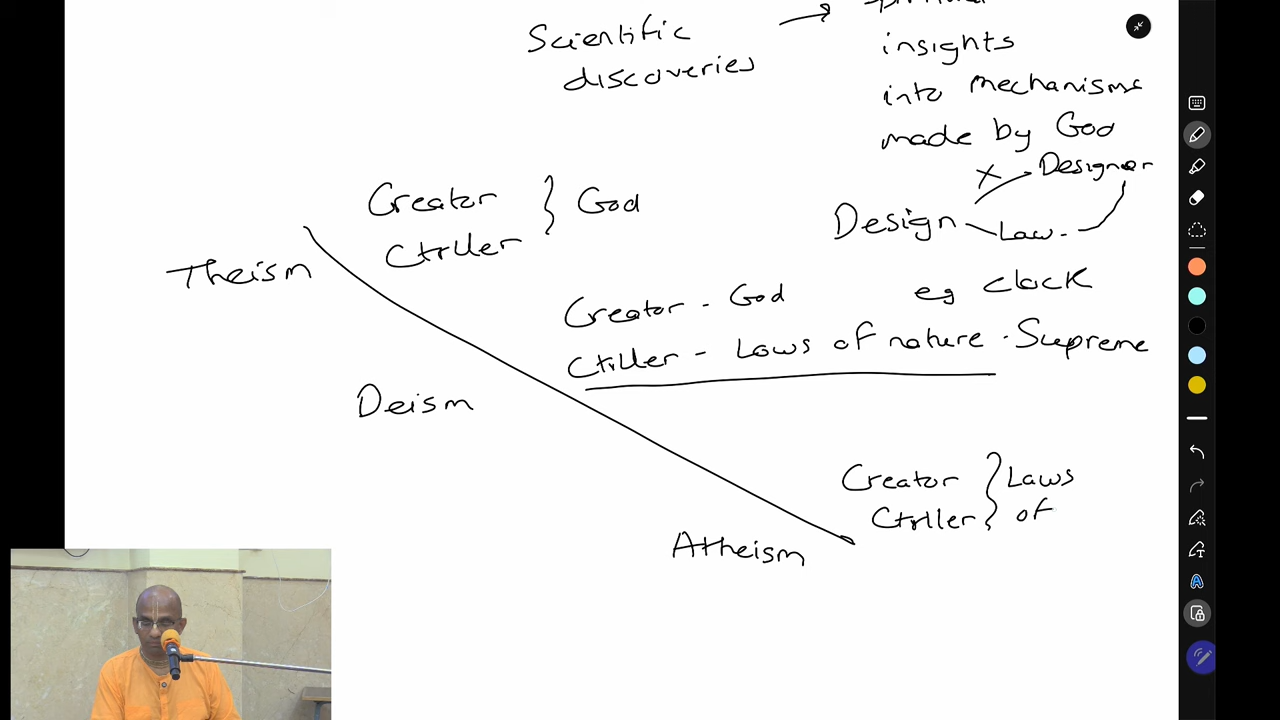 Scientific
discoveries
insights
into mechanisms
made by God
x Designer
Design Law
eg clock
Creator } God
Ctrller
Theism
Creator - God
Ctrller - Laws of nature · Supreme
Deism
Creator } Laws
Ctrller } of
Atheism